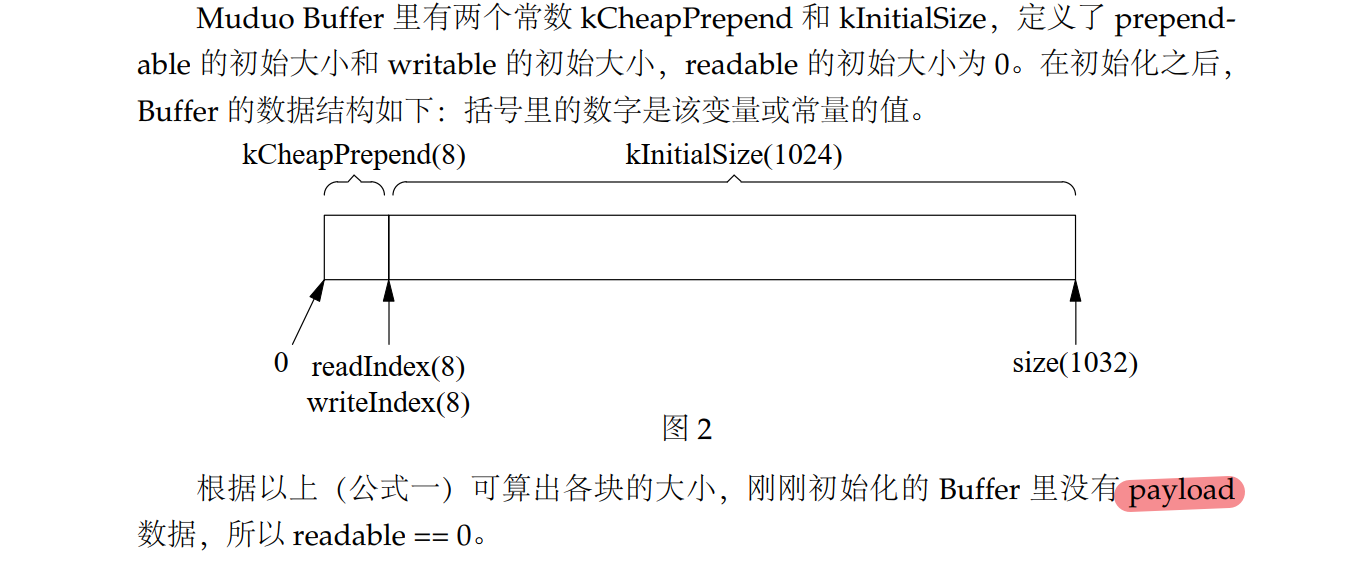 Muduo Buffer 里有两个常数 kCheapPrepend 和 kInitialSize，定义了 prepend-
able 的初始大小和 writable 的初始大小，readable 的初始大小为 0。在初始化之后，
Buffer 的数据结构如下：括号里的数字是该变量或常量的值。
kCheapPrepend(8) kInitialSize(1024)
0 readIndex(8) size(1032)
writeIndex(8)
图 2
根据以上（公式一）可算出各块的大小，刚刚初始化的 Buffer 里没有 payload
数据，所以 readable == 0。